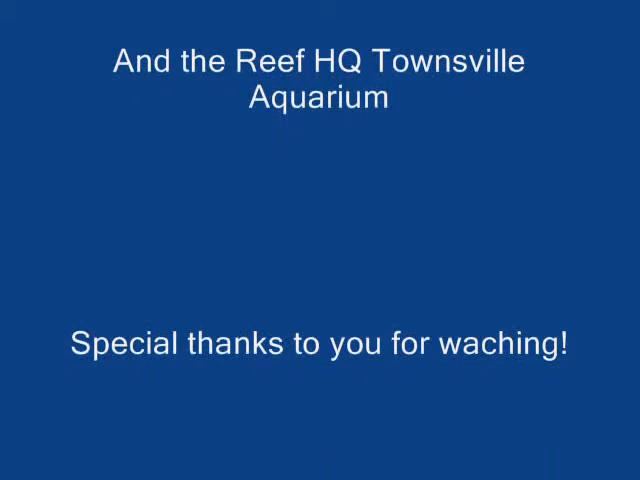 And the Reef HQ Townsville
Aquarium
Special thanks to you for waching!